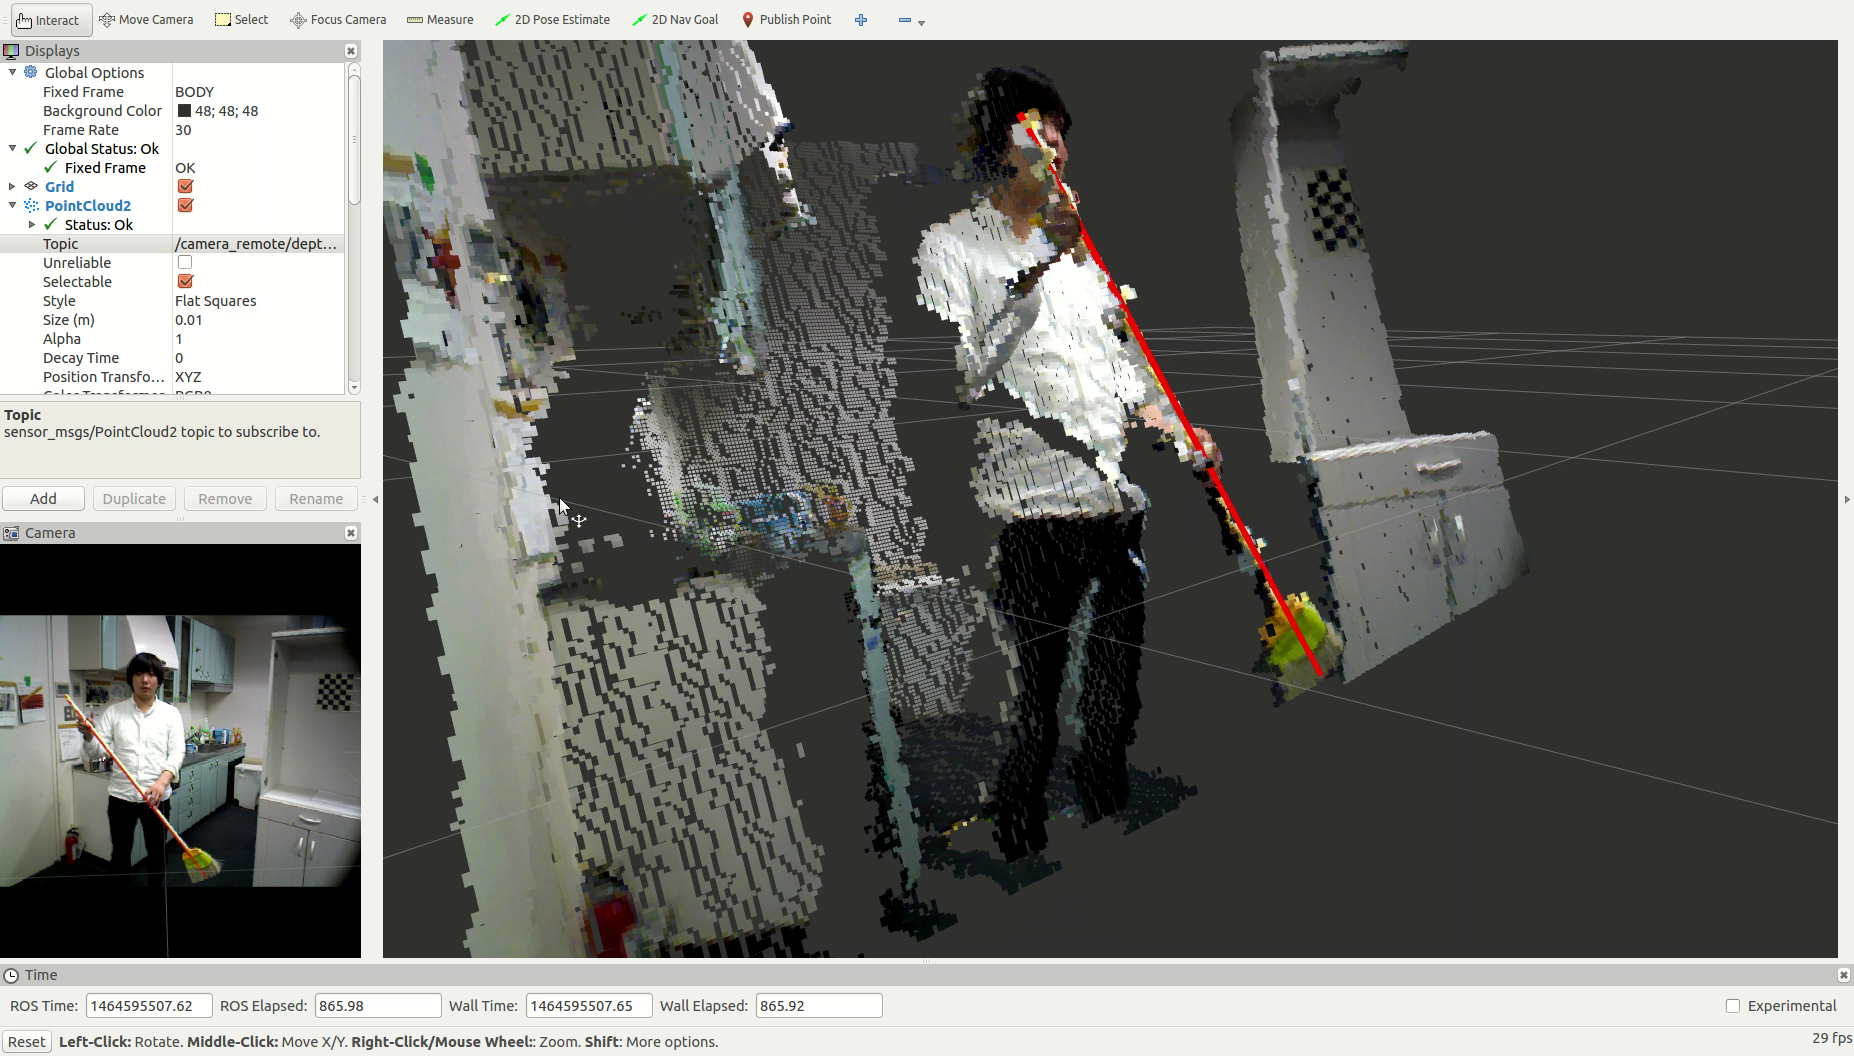 Interact Move Camera Select Focus Camera Measure 2D Pose Estimate 2D Nav Goal Publish Point
Displays
Global Options
Fixed Frame BODY
Background Color 48; 48; 48
Frame Rate 30
Global Status: Ok
Fixed Frame OK
Grid
PointCloud2
Status: Ok
Topic /camera_remote/dept...
Unreliable
Selectable
Style Flat Squares
Size (m) 0.01
Alpha 1
Decay Time 0
Position Transfo... XYZ
Topic
sensor_msgs/PointCloud2 topic to subscribe to.
Add Duplicate Remove Rename
Camera
Time
ROS Time: 1464595507.62 ROS Elapsed: 865.98 Wall Time: 1464595507.65 Wall Elapsed: 865.92 Experimental
Reset Left-Click: Rotate. Middle-Click: Move X/Y. Right-Click/Mouse Wheel:: Zoom. Shift: More options. 29 fps